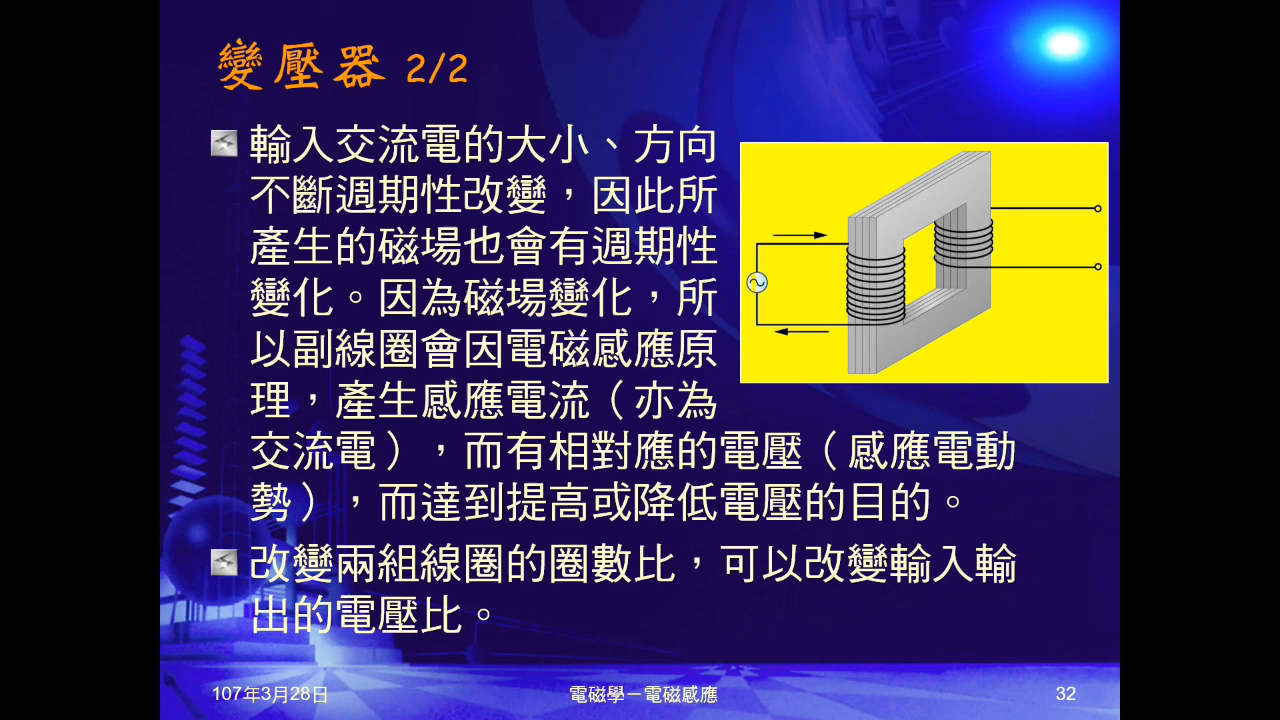 變壓器 2/2
輸入交流電的大小、方向
不斷週期性改變，因此所
產生的磁場也會有週期性
變化。因為磁場變化，所
以副線圈會因電磁感應原
理，產生感應電流（亦為
交流電），而有相對應的電壓（感應電動
勢），而達到提高或降低電壓的目的。
改變兩組線圈的圈數比，可以改變輸入輸
出的電壓比。
107年3月28日
電磁學－電磁感應
32